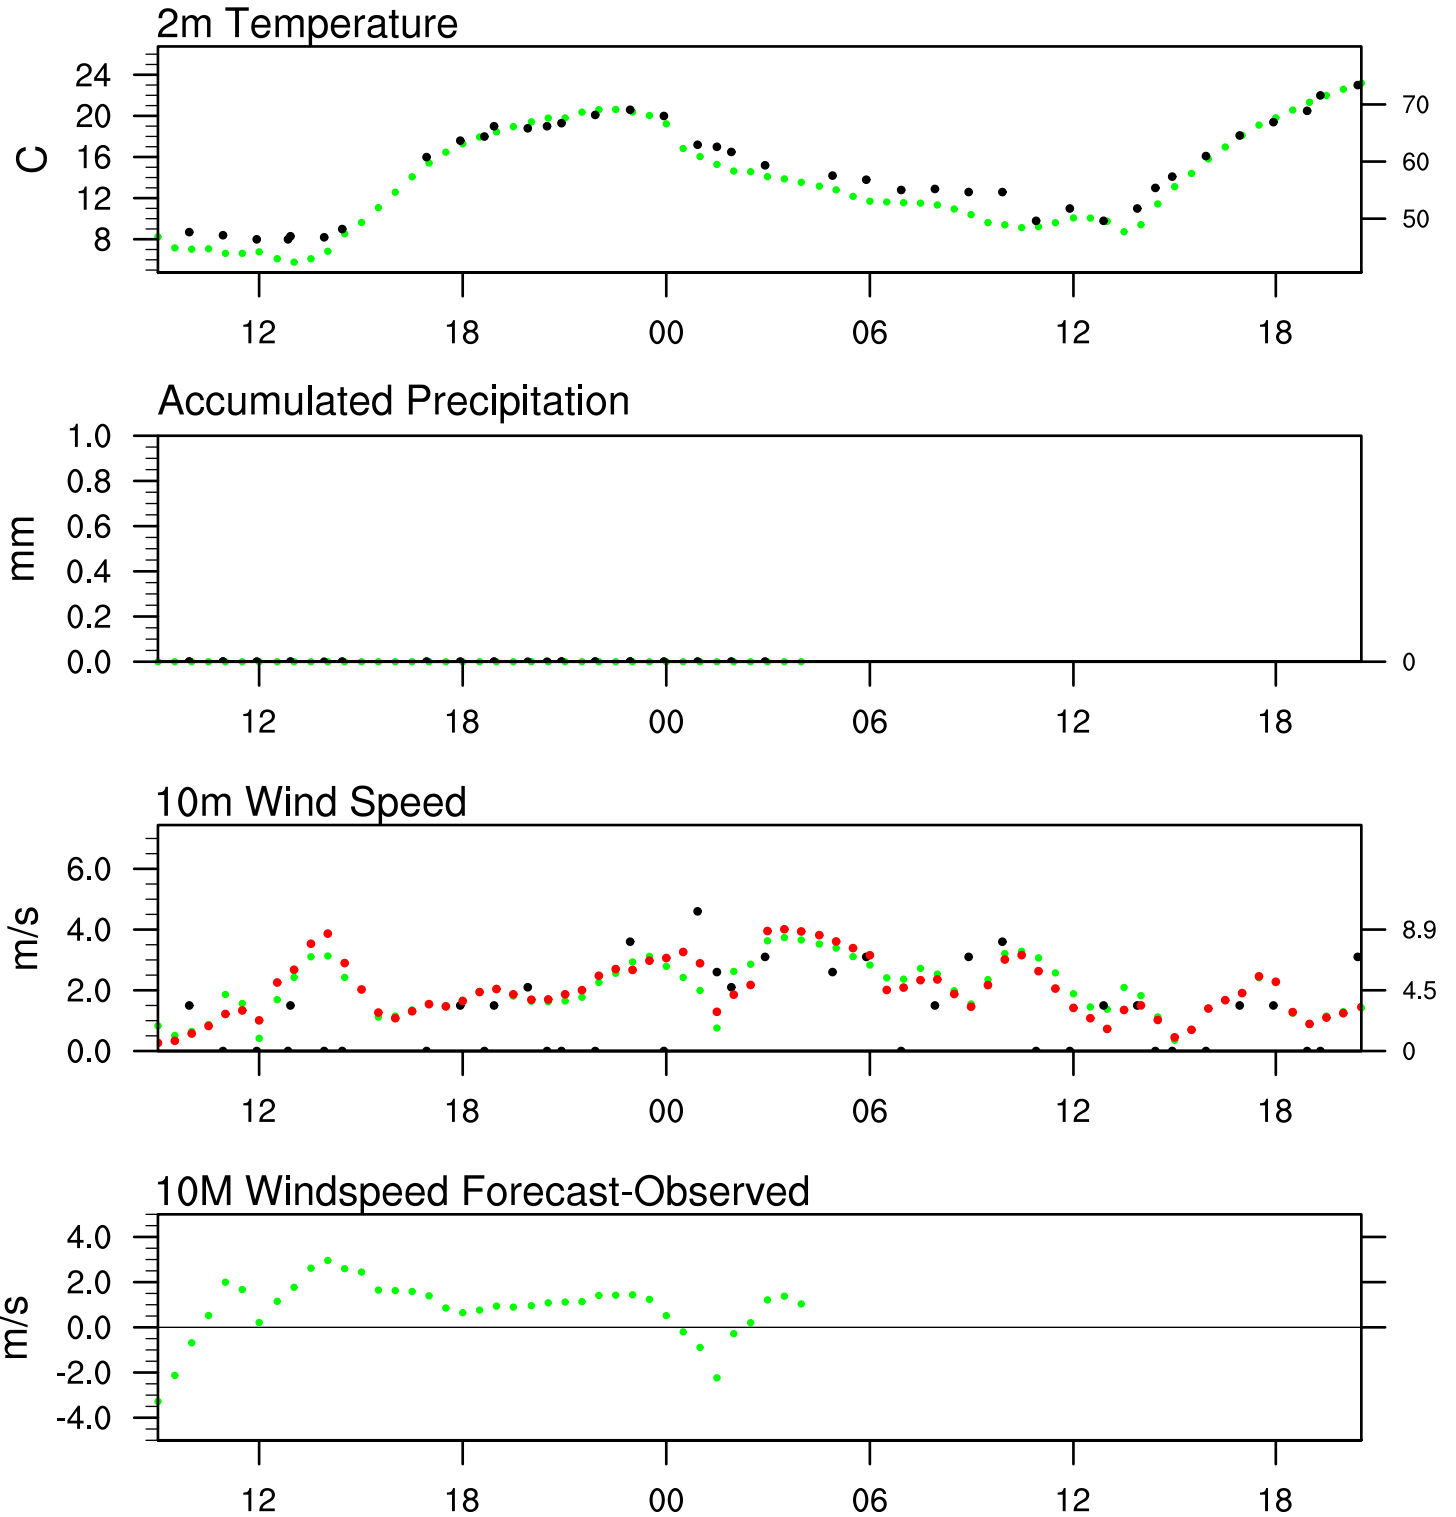 2m Temperature
24
20
16
12
8
C
70
60
50
12 18 00 06 12 18
Accumulated Precipitation
1.0
0.8
0.6
0.4
0.2
0.0
mm
0
12 18 00 06 12 18
10m Wind Speed
6.0
4.0
2.0
0.0
m/s
8.9
4.5
0
12 18 00 06 12 18
10M Windspeed Forecast-Observed
4.0
2.0
0.0
-2.0
-4.0
m/s
12 18 00 06 12 18